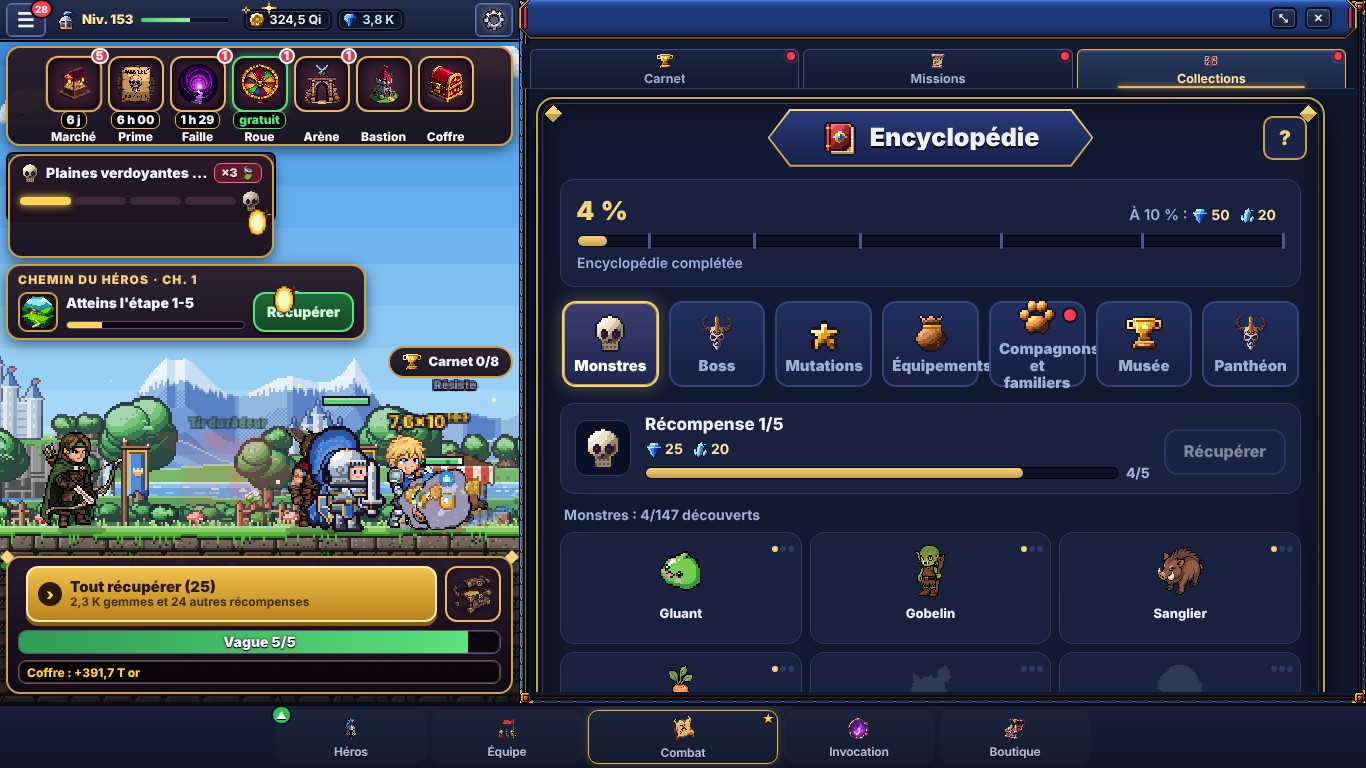 28
Niv. 153
324,5 Qi
3,8 K
5
1
1
1
6 j
6 h 00
1 h 29
gratuit
Marché
Prime
Faille
Roue
Arène
Bastion
Coffre
Plaines verdoyantes ...
×3
CHEMIN DU HÉROS · CH. 1
Atteins l'étape 1-5
Récupérer
Carnet 0/8
Résiste
Tir du rôdeur
Tout récupérer (25)
2,3 K gemmes et 24 autres récompenses
Vague 5/5
Coffre : +391,7 T or
Carnet
Missions
Collections
Encyclopédie
?
4 %
À 10 % : 50 20
Encyclopédie complétée
Monstres
Boss
Mutations
Équipements
Compagnons
et
familiers
Musée
Panthéon
Récompense 1/5
25 20
Récupérer
4/5
Monstres : 4/147 découverts
Gluant
Gobelin
Sanglier
Héros
Équipe
Combat
Invocation
Boutique